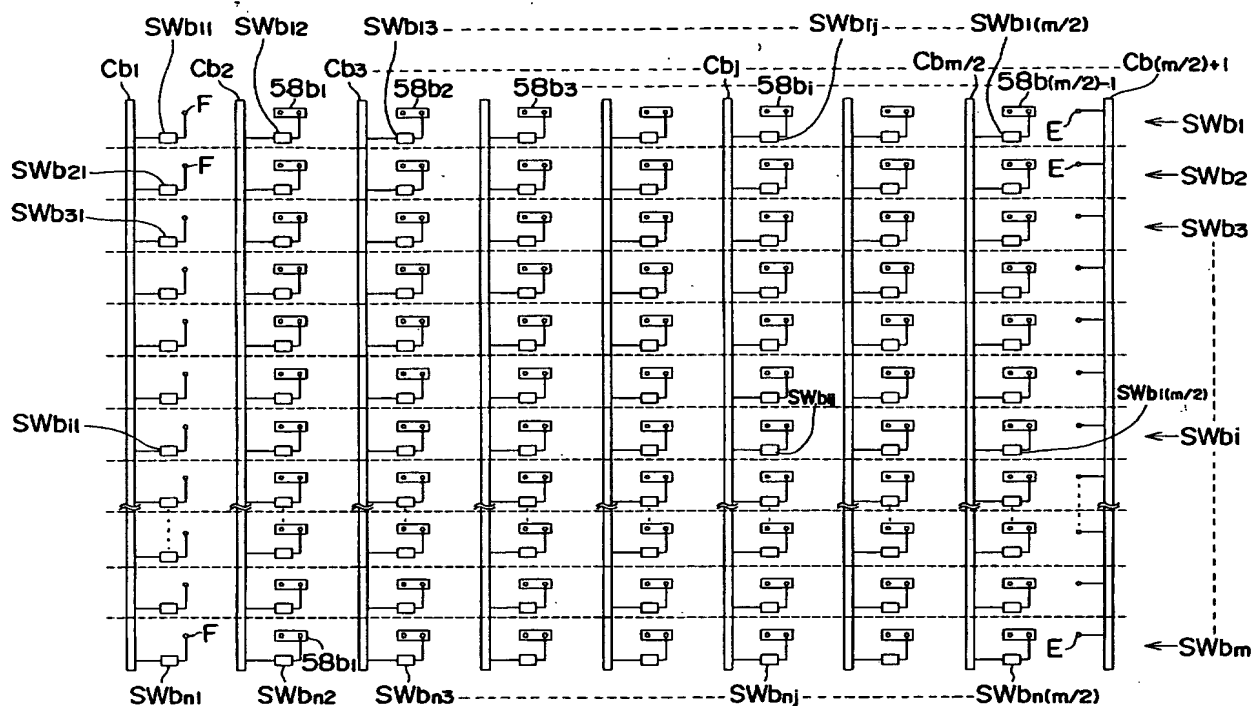 SWb11 SWb12 SWb13 SWb1j SWb1(m/2)
Cb1 Cb2 Cb3 Cbj Cbm/2 Cb(m/2)+1
F 58b1 58b2 58b3 58bi 58b(m/2)-1
E SWb1
SWb21 F E SWb2
SWb31 SWb3
SWbi1 SWbij SWb1(m/2) SWbi
F 58b1 E SWbm
SWbn1 SWbn2 SWbn3 SWbnj SWbn(m/2)